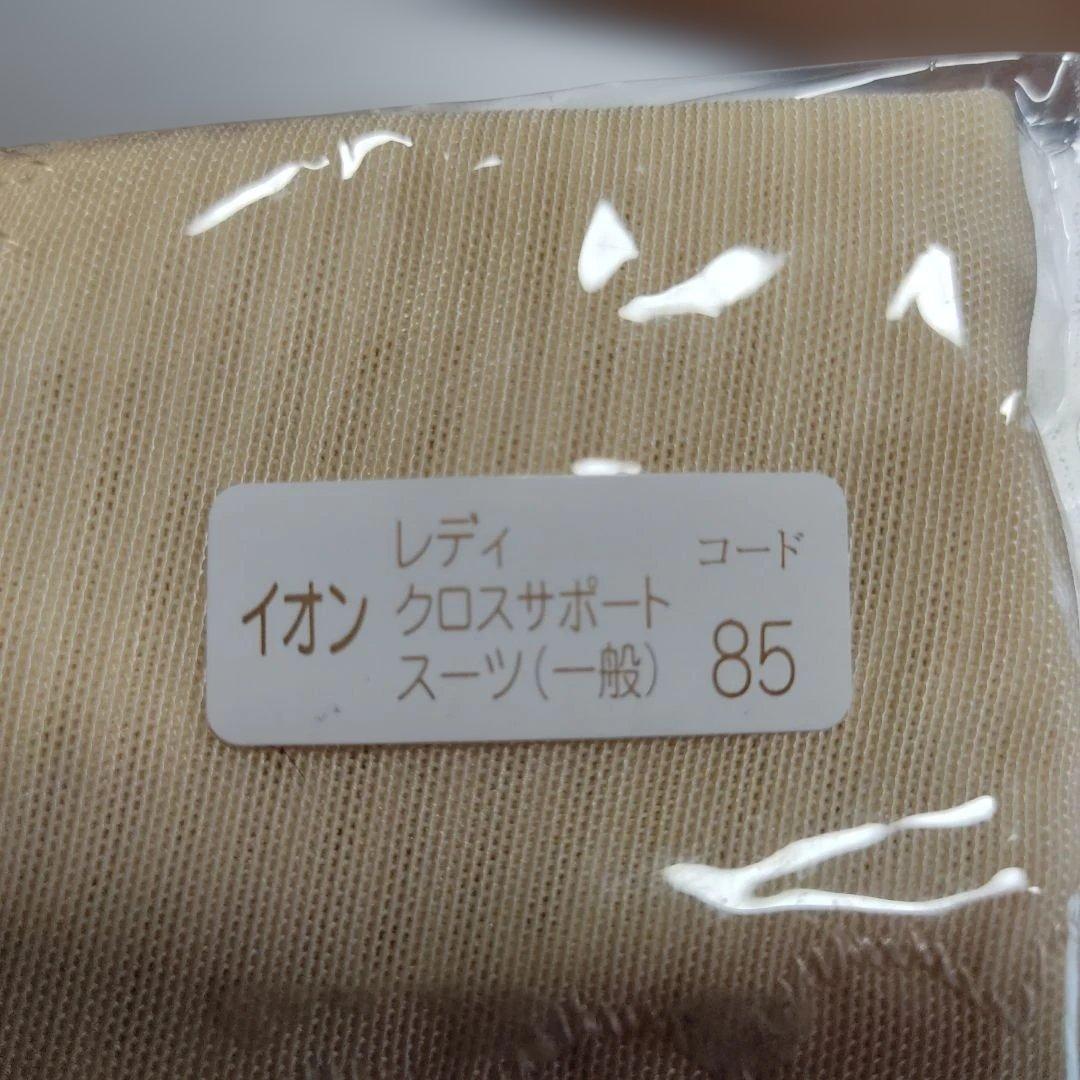 イオン
レディ
クロスサポート
スーツ(一般)
コード
85